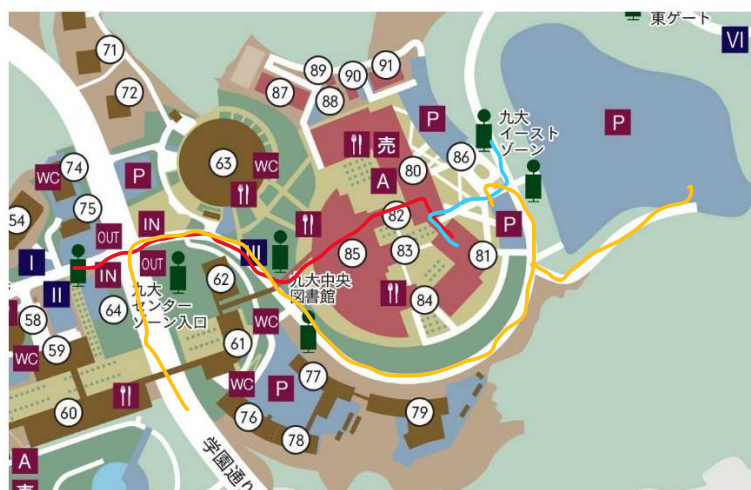 東ゲート
VI
71
72
89
90
91
87
88
P
P
九大
イースト
ゾーン
63
WC
売
80
86
A
74
WC
P
75
54
IN
OUT
82
P
85
83
81
I
IN
OUT
III
II
64
九大
センター
ゾーン入口
62
九大中央
図書館
84
58
59
WC
61
WC
WC
77
P
60
76
79
78
学園通り
A
売